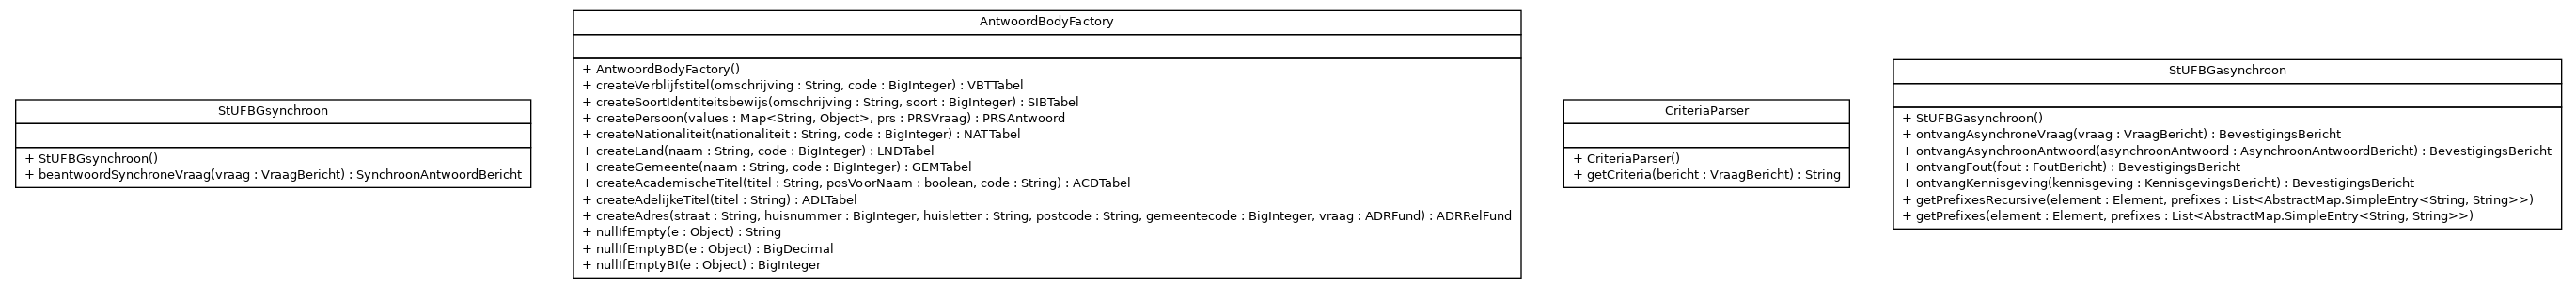 StUFBGsynchroon
+ StUFBGsynchroon()
+ beantwoordSynchroneVraag(vraag : VraagBericht) : SynchroonAntwoordBericht
AntwoordBodyFactory
+ AntwoordBodyFactory()
+ createVerblijfstitel(omschrijving : String, code : BigInteger) : VBTTabel
+ createSoortIdentiteitsbewijs(omschrijving : String, soort : BigInteger) : SIBTabel
+ createPersoon(values : Map<String, Object>, prs : PRSVraag) : PRSAntwoord
+ createNationaliteit(nationaliteit : String, code : BigInteger) : NATTabel
+ createLand(naam : String, code : BigInteger) : LNDTabel
+ createGemeente(naam : String, code : BigInteger) : GEMTabel
+ createAcademischeTitel(titel : String, posVoorNaam : boolean, code : String) : ACDTabel
+ createAdelijkeTitel(titel : String) : ADLTabel
+ createAdres(straat : String, huisnummer : BigInteger, huisletter : String, postcode : String, gemeentecode : BigInteger, vraag : ADRFund) : ADRRelFund
+ nullIfEmpty(e : Object) : String
+ nullIfEmptyBD(e : Object) : BigDecimal
+ nullIfEmptyBI(e : Object) : BigInteger
CriteriaParser
+ CriteriaParser()
+ getCriteria(bericht : VraagBericht) : String
StUFBGasynchroon
+ StUFBGasynchroon()
+ ontvangAsynchroneVraag(vraag : VraagBericht) : BevestigingsBericht
+ ontvangAsynchroonAntwoord(asynchroonAntwoord : AsynchroonAntwoordBericht) : BevestigingsBericht
+ ontvangFout(fout : FoutBericht) : BevestigingsBericht
+ ontvangKennisgeving(kennisgeving : KennisgevingsBericht) : BevestigingsBericht
+ getPrefixesRecursive(element : Element, prefixes : List<AbstractMap.SimpleEntry<String, String>>)
+ getPrefixes(element : Element, prefixes : List<AbstractMap.SimpleEntry<String, String>>)